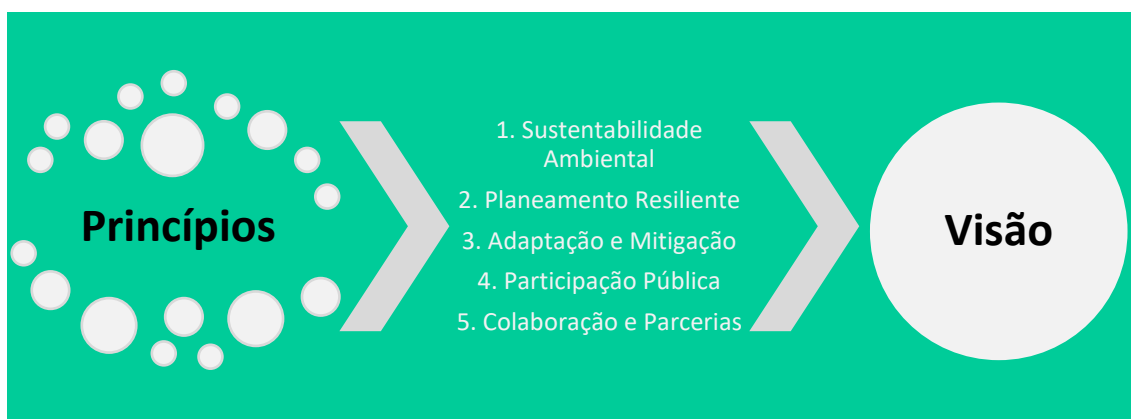 Princípios
1. Sustentabilidade
Ambiental
2. Planeamento Resiliente
3. Adaptação e Mitigação
4. Participação Pública
5. Colaboração e Parcerias
Visão